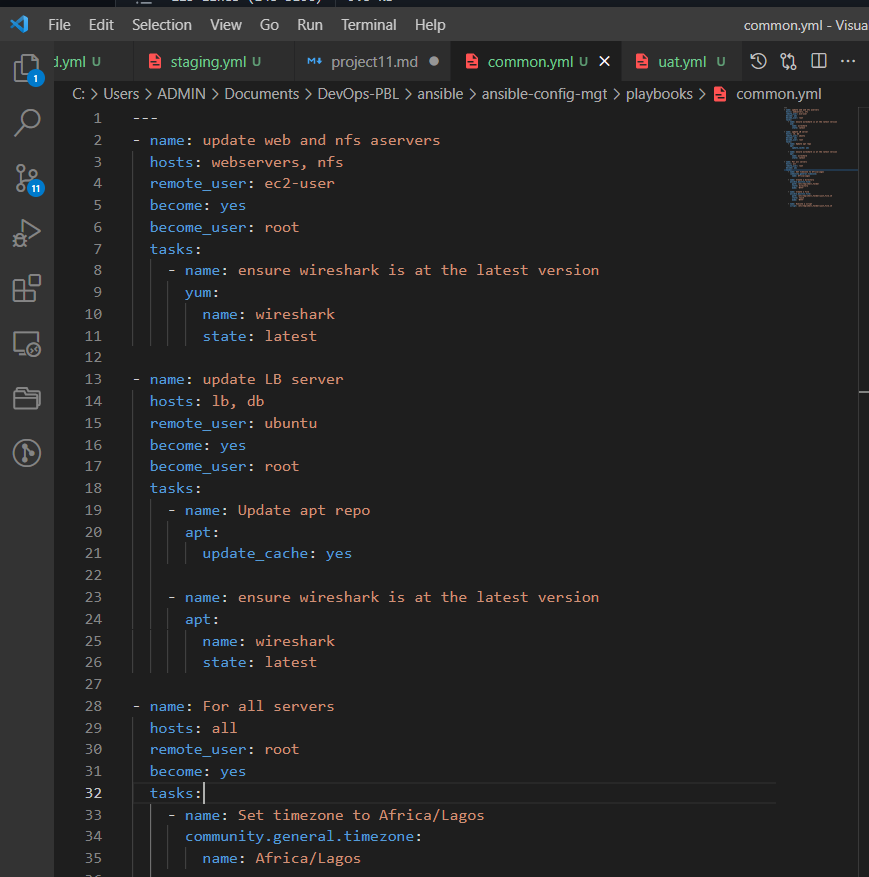 File Edit Selection View Go Run Terminal Help common.yml - Visua
d.yml U staging.yml U project11.md common.yml U uat.yml U
C: > Users > ADMIN > Documents > DevOps-PBL > ansible > ansible-config-mgt > playbooks > common.yml
1
11
1 ---
2 - name: update web and nfs aservers
3 hosts: webservers, nfs
4 remote_user: ec2-user
5 become: yes
6 become_user: root
7 tasks:
8 - name: ensure wireshark is at the latest version
9 yum:
10 name: wireshark
11 state: latest
12
13 - name: update LB server
14 hosts: lb, db
15 remote_user: ubuntu
16 become: yes
17 become_user: root
18 tasks:
19 - name: Update apt repo
20 apt:
21 update_cache: yes
22
23 - name: ensure wireshark is at the latest version
24 apt:
25 name: wireshark
26 state: latest
27
28 - name: For all servers
29 hosts: all
30 remote_user: root
31 become: yes
32 tasks:
33 - name: Set timezone to Africa/Lagos
34 community.general.timezone:
35 name: Africa/Lagos